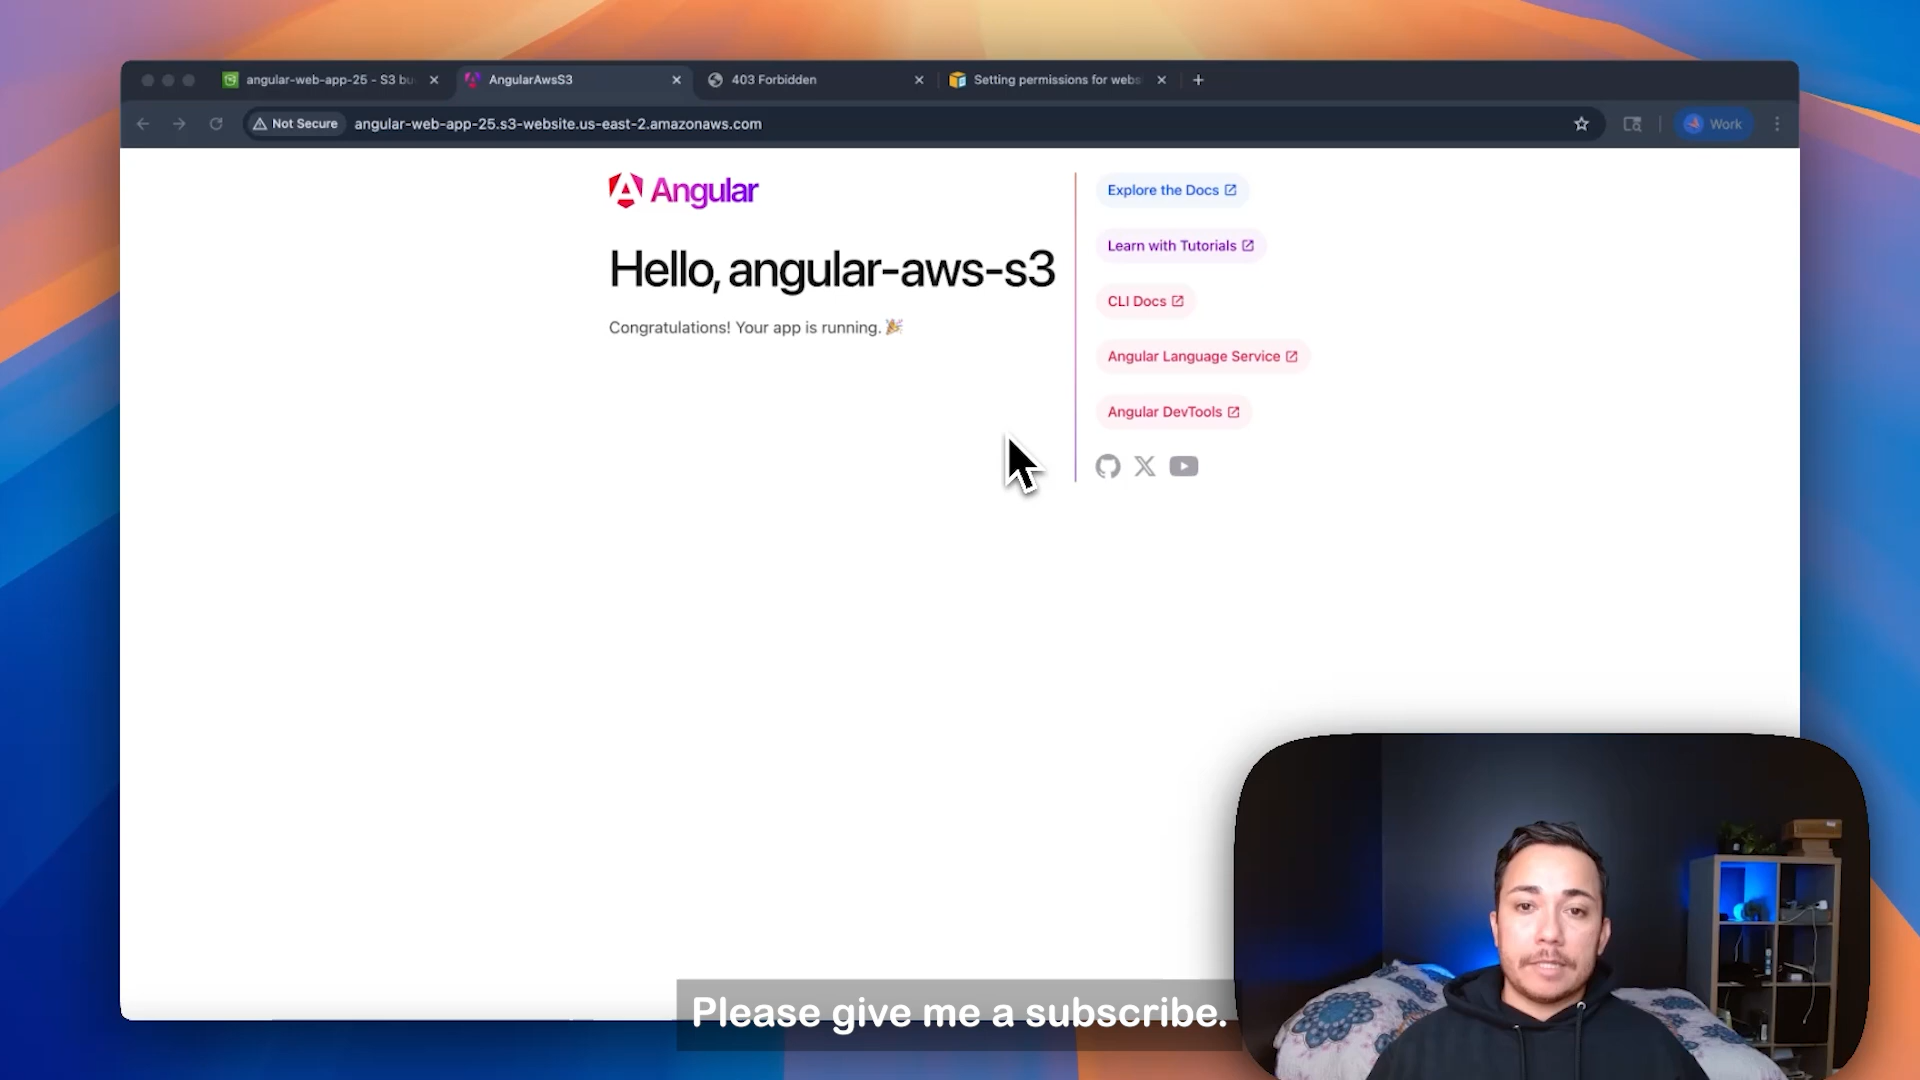 angular-web-app-25 - S3 bu
AngularAwsS3
403 Forbidden
Setting permissions for webs
Not Secure
angular-web-app-25.s3-website.us-east-2.amazonaws.com
Work
Angular
Hello, angular-aws-s3
Congratulations! Your app is running. 🎉
Explore the Docs
Learn with Tutorials
CLI Docs
Angular Language Service
Angular DevTools
Please give me a subscribe.